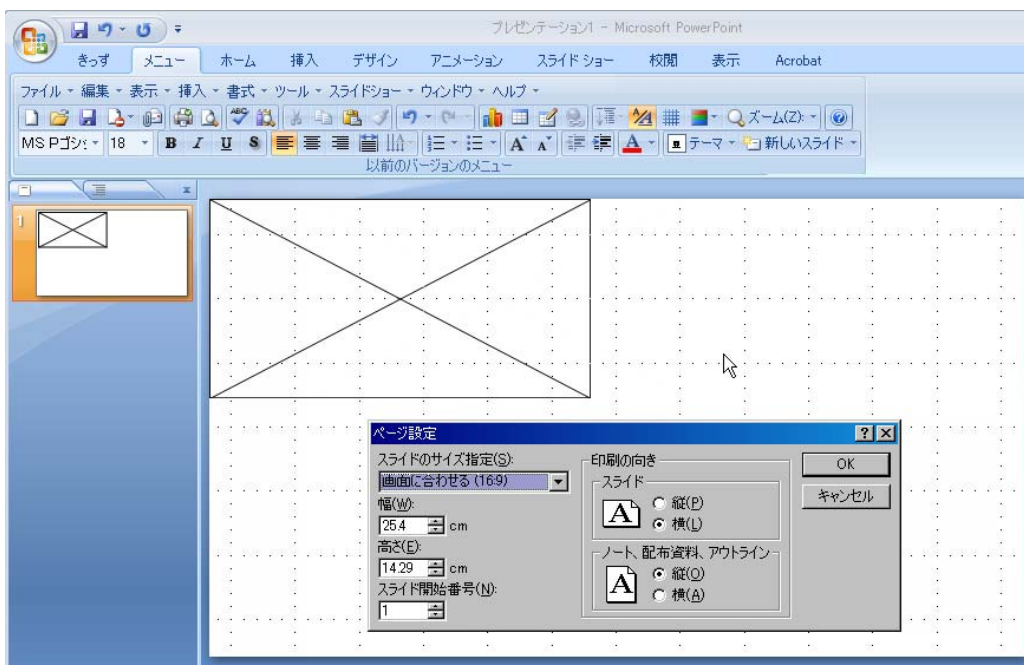 プレゼンテーション1 - Microsoft PowerPoint
きっず メニュー ホーム 挿入 デザイン アニメーション スライド ショー 校閲 表示 Acrobat
ファイル 編集 表示 挿入 書式 ツール スライドショー ウィンドウ ヘルプ
ABC ズーム(Z):
MS Pゴシ 18 B I U S A A A テーマ 新しいスライド
以前のバージョンのメニュー
1
ページ設定
スライドのサイズ指定(S):
画面に合わせる (16:9)
幅(W):
25.4 cm
高さ(E):
14.29 cm
スライド開始番号(N):
1
印刷の向き
スライド
A 縦(P)
横(L)
ノート、配布資料、アウトライン
A 縦(O)
横(A)
OK
キャンセル